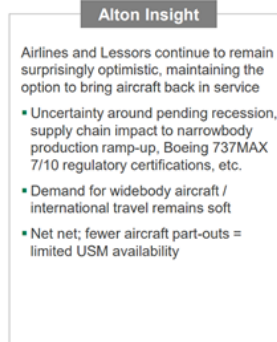 Alton Insight
Airlines and Lessors continue to remain
surprisingly optimistic, maintaining the
option to bring aircraft back in service
▪ Uncertainty around pending recession,
supply chain impact to narrowbody
production ramp-up, Boeing 737MAX
7/10 regulatory certifications, etc.
▪ Demand for widebody aircraft /
international travel remains soft
▪ Net net; fewer aircraft part-outs =
limited USM availability